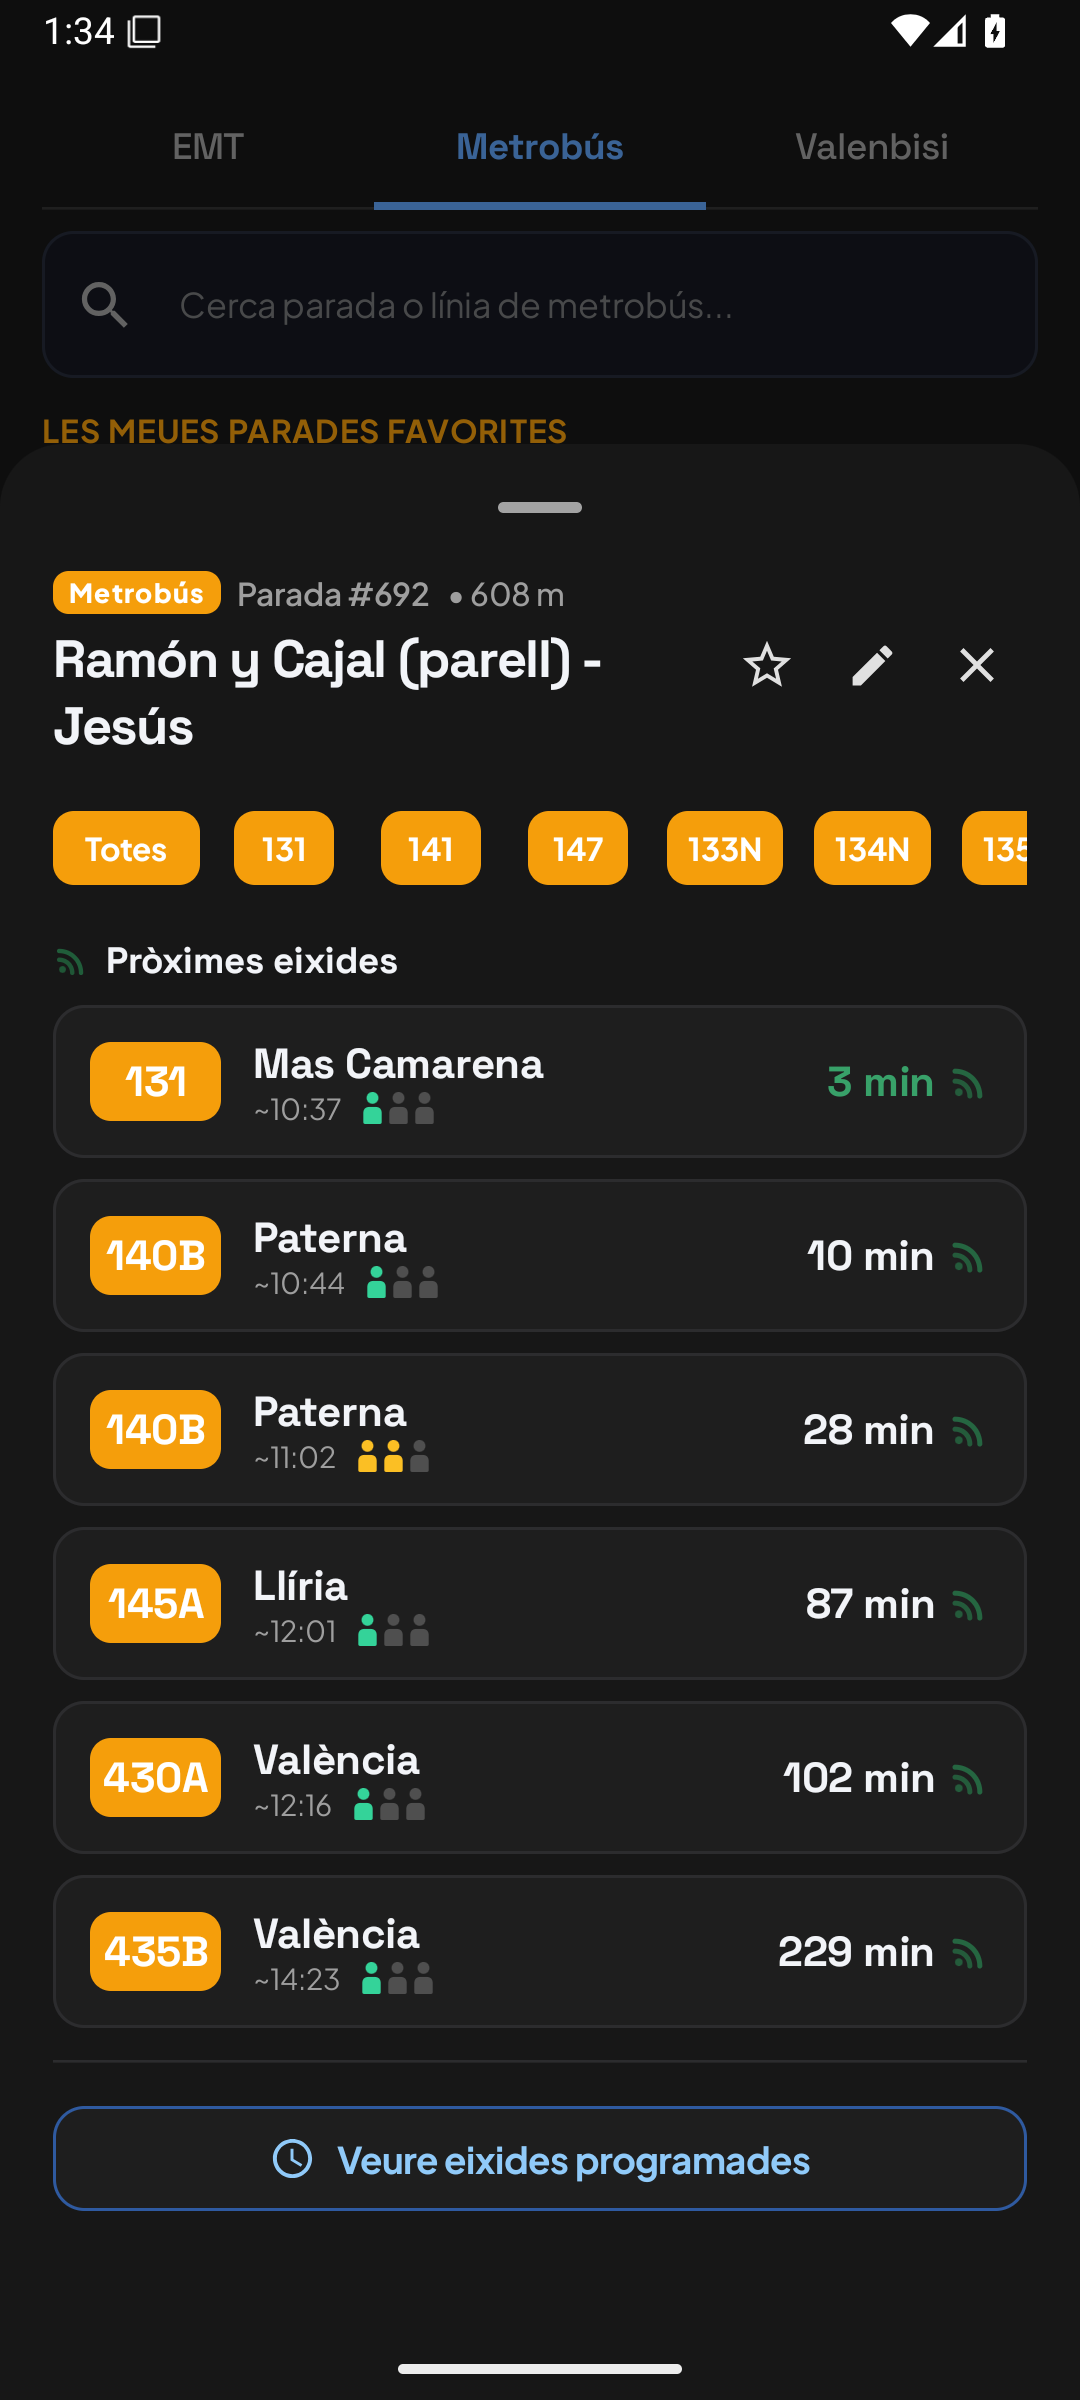 1:34
EMT
Metrobús
Valenbisi
Cerca parada o línia de metrobús...
LES MEUES PARADES FAVORITES
Metrobús Parada #692 • 608 m
Ramón y Cajal (parell) -
Jesús
Totes 131 141 147 133N 134N 135
Pròximes eixides
131 Mas Camarena 3 min
~10:37
140B Paterna 10 min
~10:44
140B Paterna 28 min
~11:02
145A Llíria 87 min
~12:01
430A València 102 min
~12:16
435B València 229 min
~14:23
Veure eixides programades